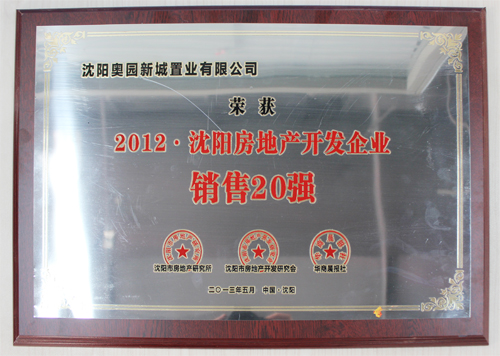 沈阳奥园新城置业有限公司
荣 获
2012·沈阳房地产开发企业
销售20强
沈阳市房地产研究所 沈阳市房地产开发研究会 华商晨报社
二〇一三年五月 中国·沈阳